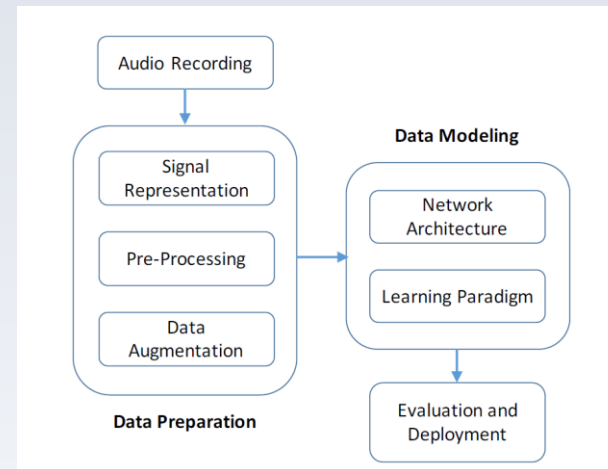 Audio Recording
Signal
Representation
Pre-Processing
Data
Augmentation
Data Preparation
Data Modeling
Network
Architecture
Learning Paradigm
Evaluation and
Deployment